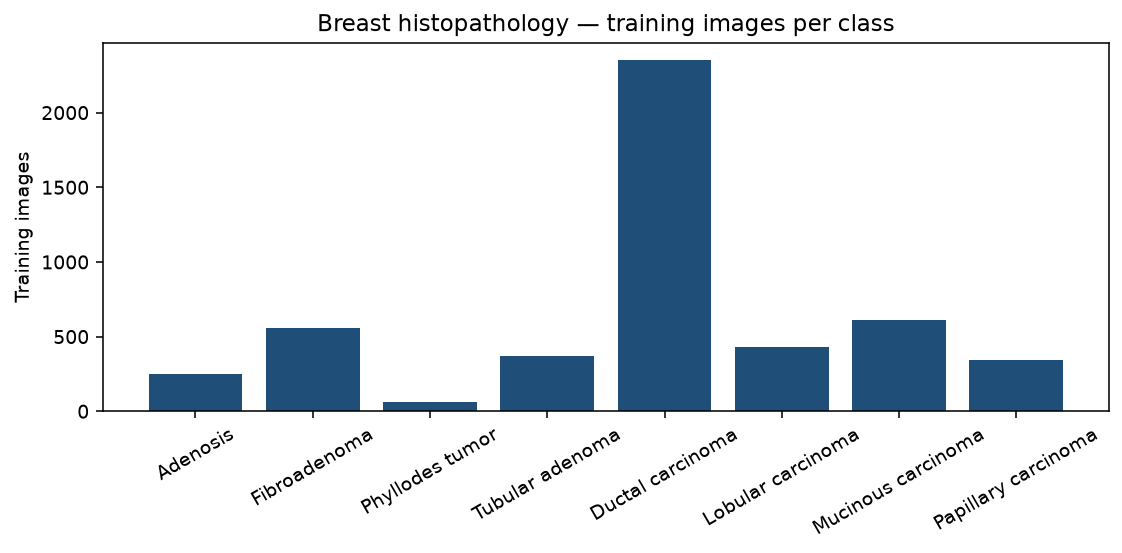 Breast histopathology — training images per class
Training images
2000
1500
1000
500
0
Adenosis
Fibroadenoma
Phyllodes tumor
Tubular adenoma
Ductal carcinoma
Lobular carcinoma
Mucinous carcinoma
Papillary carcinoma